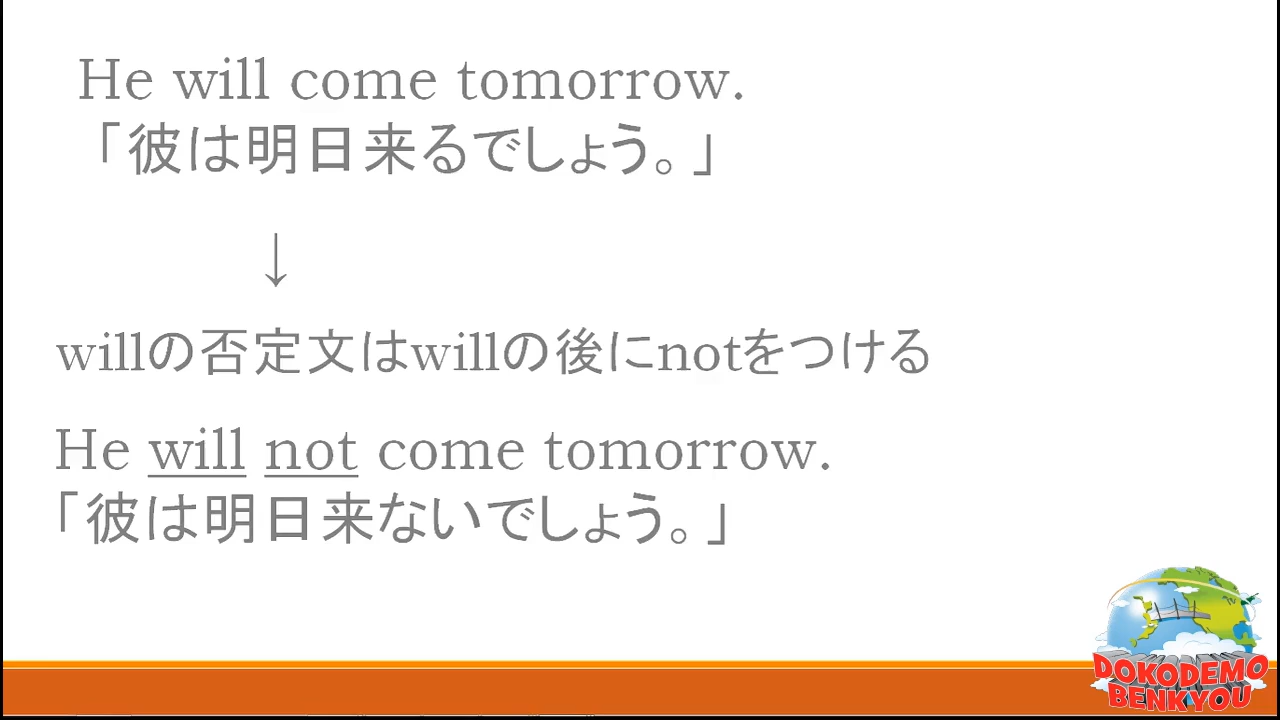 He will come tomorrow.
「彼は明日来るでしょう。」
↓
willの否定文はwillの後にnotをつける
He will not come tomorrow.
「彼は明日来ないでしょう。」
DOKODEMO
BENKYOU